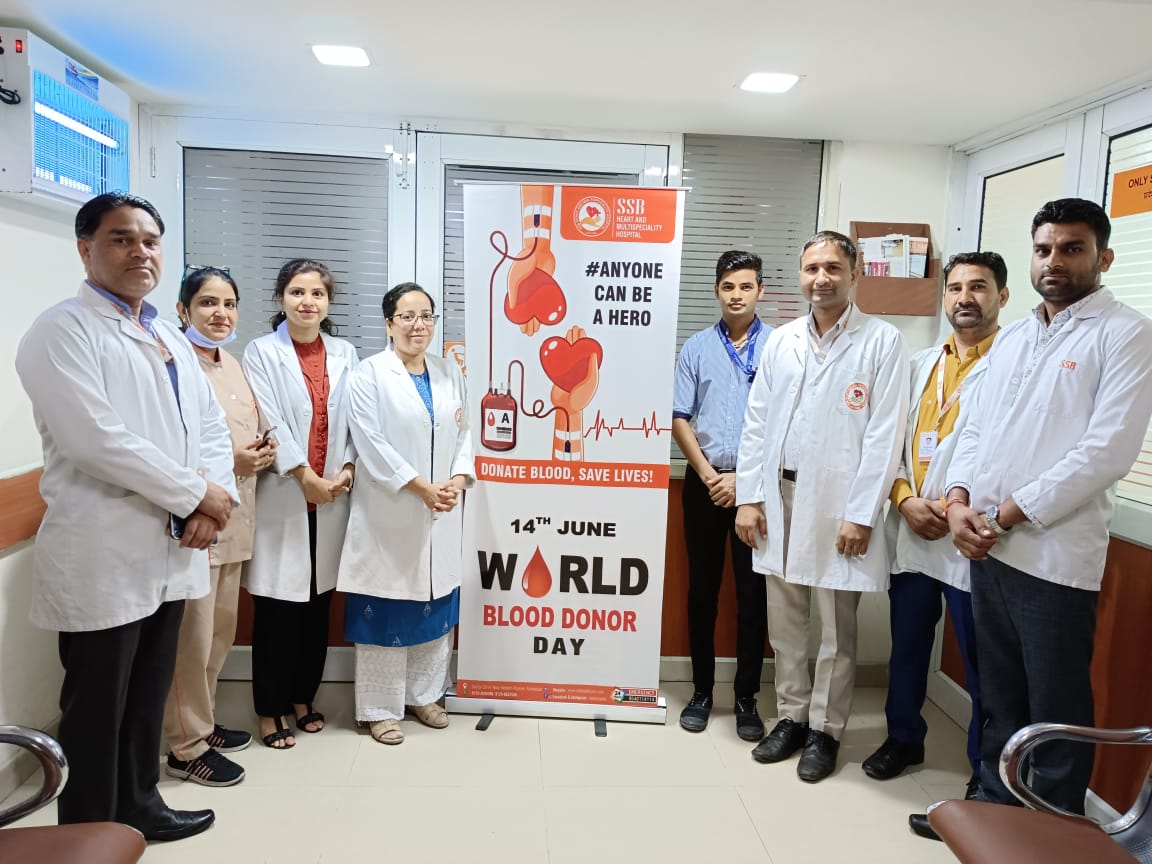 SSB
HEART AND
MULTISPECIALITY
HOSPITAL
#ANYONE
CAN BE
A HERO
A
DONATE BLOOD, SAVE LIVES!
14TH JUNE
WORLD
BLOOD DONOR
DAY
EMERGENCY
ONLY S
SSB